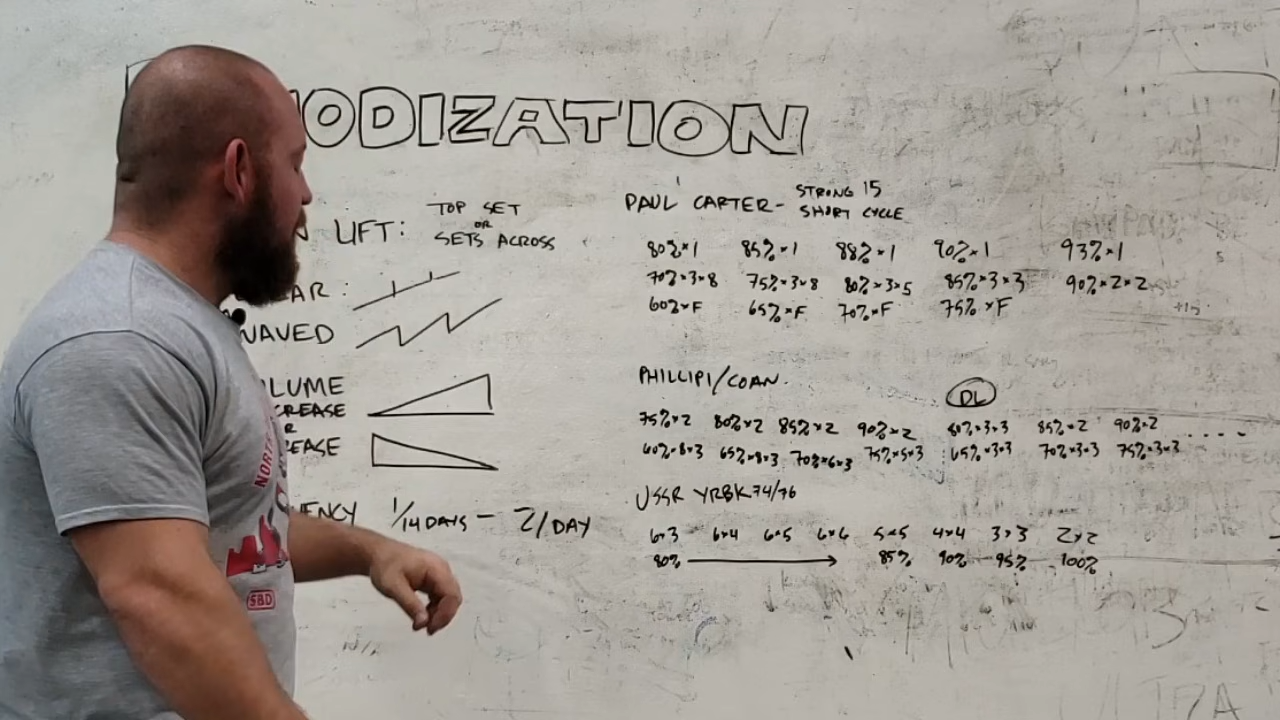 ODIZATION
LIFT: TOP SET
OR
SETS ACROSS
AR:
WAVED
OLUME
CREASE
R
EASE
ENCY 1/14 DAYS - 2/DAY
NORT
SBD
PAUL CARTER- STRONG 15
SHORT CYCLE
80%×1 85%×1 88%×1 90%×1 93%×1
70%×3×8 75%×3×8 80%×3×5 85%×3×3 90%×2×2
60%×F 65%×F 70%×F 75%×F
PHILLIPI/COAN.
DL
75%×2 80%×2 85%×2 90%×2 80%×3×3 85%×2 90%×2 ....
60%×8×3 65%×8×3 70%×6×3 75%×5×3 65%×3×3 70%×3×3 75%×3×3
USSR YRBK 74/76
6×3 6×4 6×5 6×6 5×5 4×4 3×3 2×2
80% 85% 90% 95% 100%